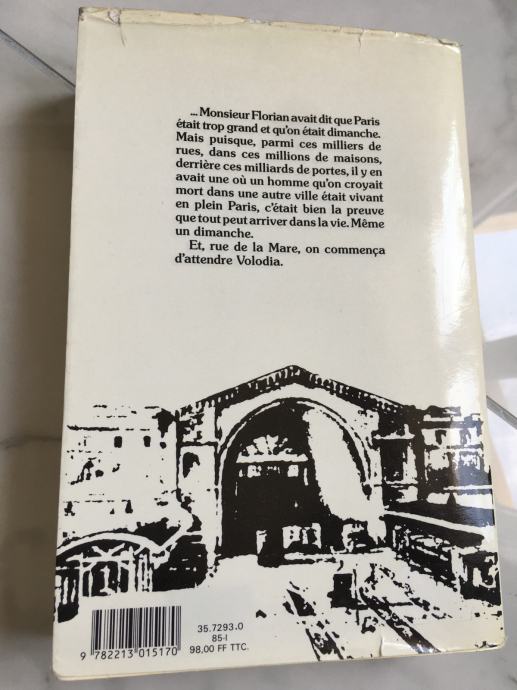 ... Monsieur Florian avait dit que Paris
était trop grand et qu'on était dimanche.
Mais puisque, parmi ces milliers de
rues, dans ces millions de maisons,
derrière ces milliards de portes, il y en
avait une où un homme qu'on croyait
mort dans une autre ville était vivant
en plein Paris, c'était bien la preuve
que tout peut arriver dans la vie. Même
un dimanche.
Et, rue de la Mare, on commença
d'attendre Volodia.
35.7293.0
85-I
98,00 FF TTC.
9 782213 015170